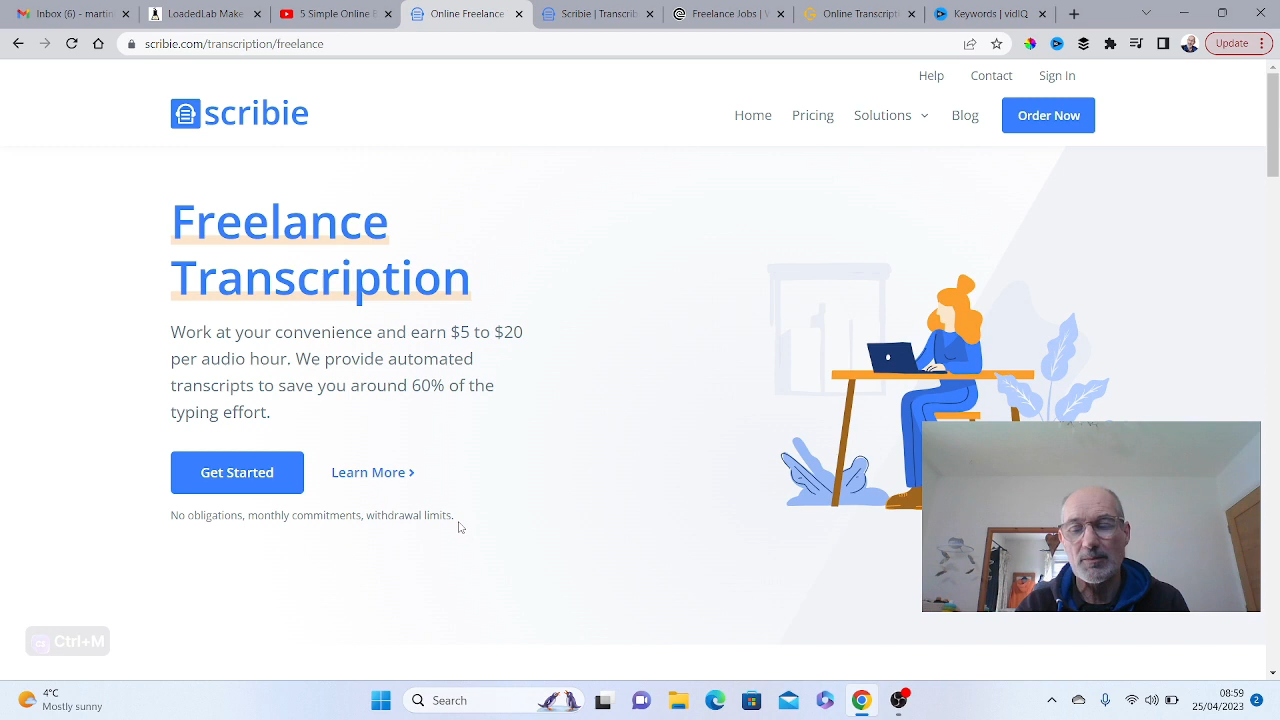 Inbox (6) - ma
LoadedLab Make
5 Simple Online B
Online Freelance
Scribie | Transcrib
Freelance Jobs | V
Online Transcripti
Keywords | vidIQ
scribie.com/transcription/freelance
Update
Help
Contact
Sign In
scribie
Home
Pricing
Solutions
Blog
Order Now
Freelance
Transcription
Work at your convenience and earn $5 to $20
per audio hour. We provide automated
transcripts to save you around 60% of the
typing effort.
Get Started
Learn More
No obligations, monthly commitments, withdrawal limits.
Ctrl+M
4°C
Mostly sunny
Search
08:59
25/04/2023
2